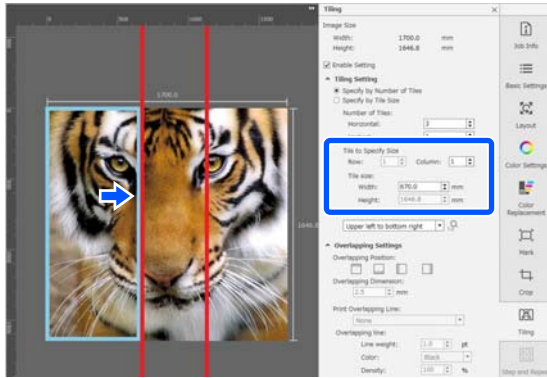 Tiling
Image Size
Width: 1700.0 mm
Height: 1646.8 mm
Enable Setting
Tiling Setting
Specify by Number of Tiles
Specify by Tile Size
Number of Tiles:
Horizontal: 3
Tile to Specify Size
Row: 1 Column: 1
Tile size:
Width: 670.0 mm
Height: 1646.8 mm
Upper left to bottom right
Overlapping Settings
Overlapping Position:
Overlapping Dimension:
2.5 mm
Print Overlapping Line:
None
Overlapping line:
Line weight: 1.0 pt
Color: Black
Density: 100 %
Job Info
Basic Settings
Layout
Color Settings
Color
Replacement
Mark
Crop
Tiling
Step and Repeat
0 500 1000 1500
1700.0
1646.8